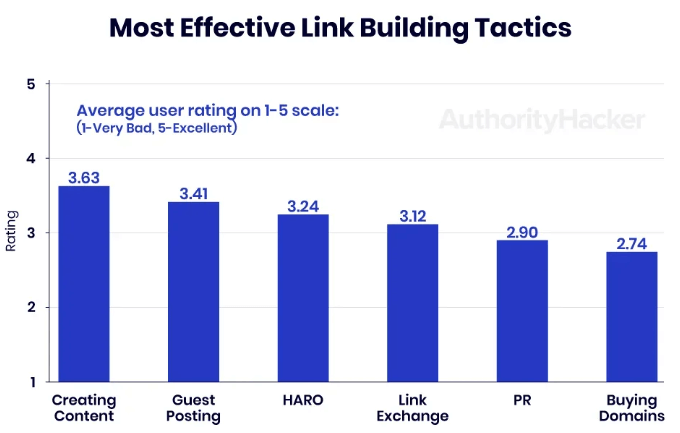 Most Effective Link Building Tactics
5
Average user rating on 1-5 scale:
(1-Very Bad, 5-Excellent)
AuthorityHacker
4
3
2
1
Rating
3.63
3.41
3.24
3.12
2.90
2.74
Creating
Content
Guest
Posting
HARO
Link
Exchange
PR
Buying
Domains